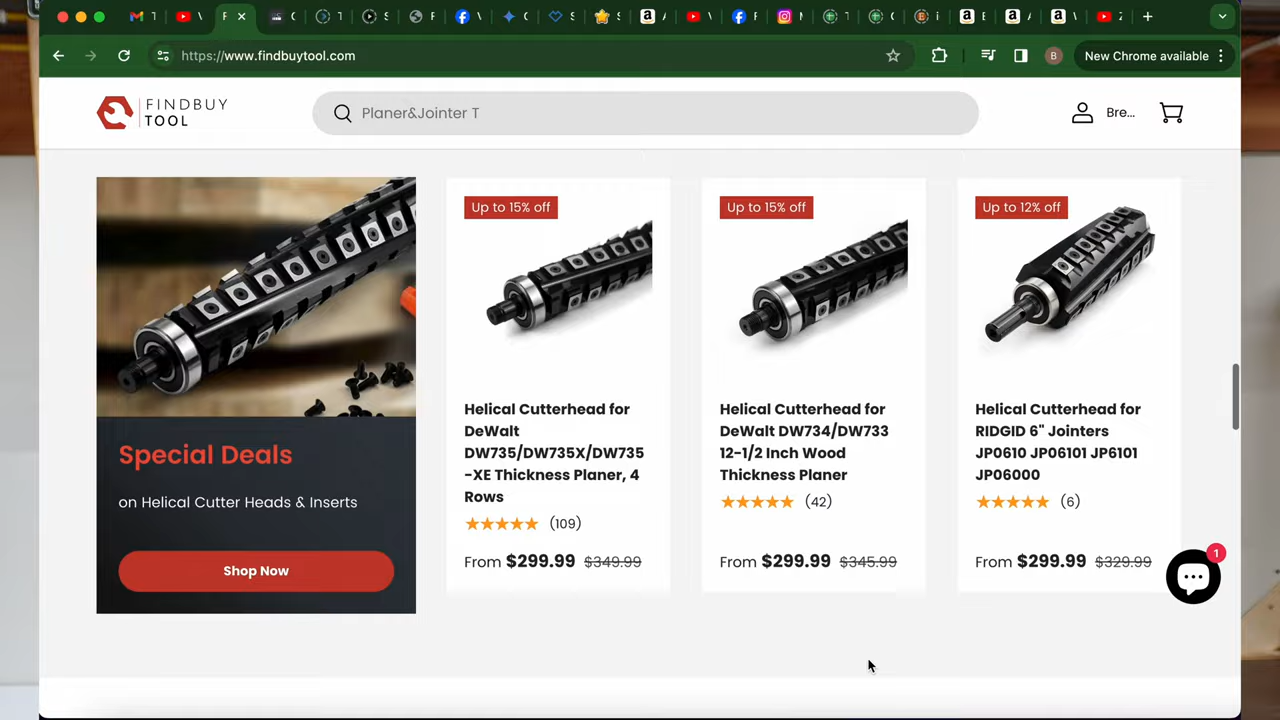 T
V
F
C
T
S
F
V
C
S
S
A
V
F
M
T
C
i
E
A
V
Z
https://www.findbuytool.com
B
New Chrome available
FINDBUY
TOOL
Planer&Jointer T
Bre...
Up to 15% off
Up to 15% off
Up to 12% off
Helical Cutterhead for
DeWalt
DW735/DW735X/DW735
-XE Thickness Planer, 4
Rows
(109)
From $299.99 $349.99
Helical Cutterhead for
DeWalt DW734/DW733
12-1/2 Inch Wood
Thickness Planer
(42)
From $299.99 $345.99
Helical Cutterhead for
RIDGID 6" Jointers
JP0610 JP06101 JP6101
JP06000
(6)
From $299.99 $329.99
Special Deals
on Helical Cutter Heads & Inserts
Shop Now
1